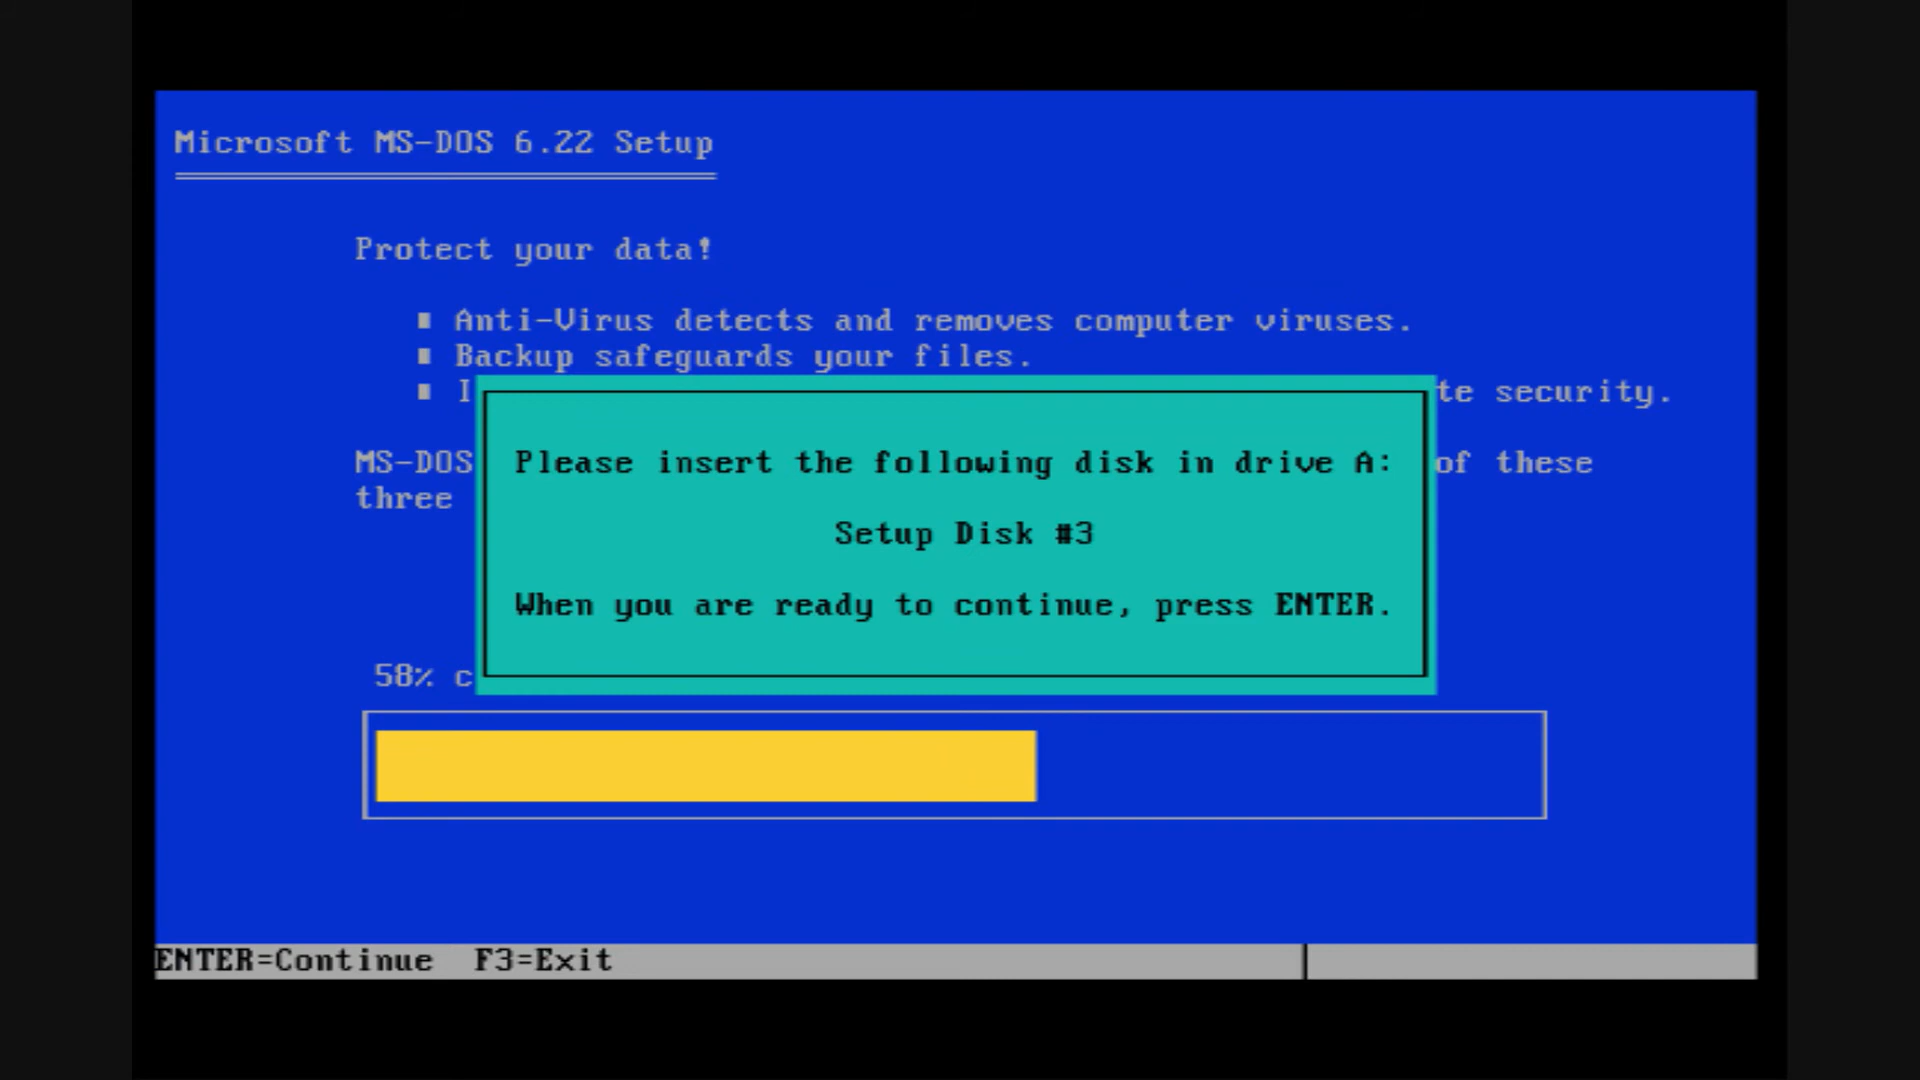 Microsoft MS-DOS 6.22 Setup
Protect your data!
Anti-Virus detects and removes computer viruses.
Backup safeguards your files.
I te security.
MS-DOS of these
three
Please insert the following disk in drive A:
Setup Disk #3
When you are ready to continue, press ENTER.
58% c
ENTER=Continue F3=Exit